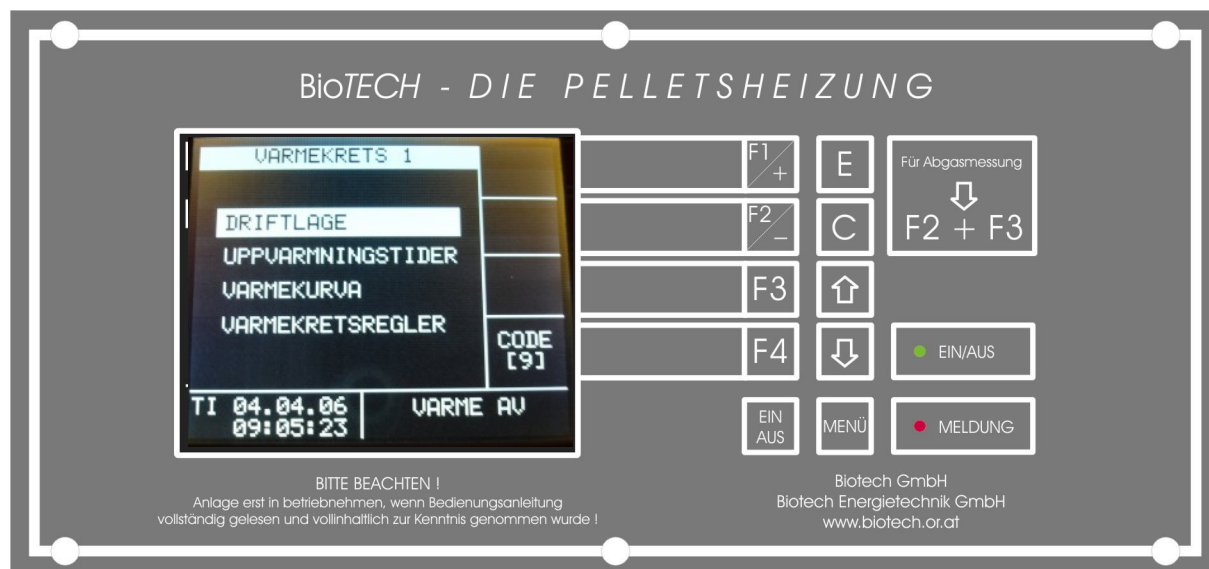 BioTECH - DIE PELLETSHEIZUNG
VARMEKRETS 1
DRIFTLAGE
UPPVARMNINGSTIDER
VARMEKURVA
VARMEKRETSREGLER
CODE
[9]
TI 04.04.06
09:05:23
VARME AV
F1
+
F2
-
F3
F4
E
C
Für Abgasmessung
F2 + F3
EIN/AUS
EIN
AUS
MENÜ
MELDUNG
BITTE BEACHTEN !
Anlage erst in betriebnehmen, wenn Bedienungsanleitung
vollständig gelesen und vollinhaltlich zur Kenntnis genommen wurde !
Biotech GmbH
Biotech Energietechnik GmbH
www.biotech.or.at